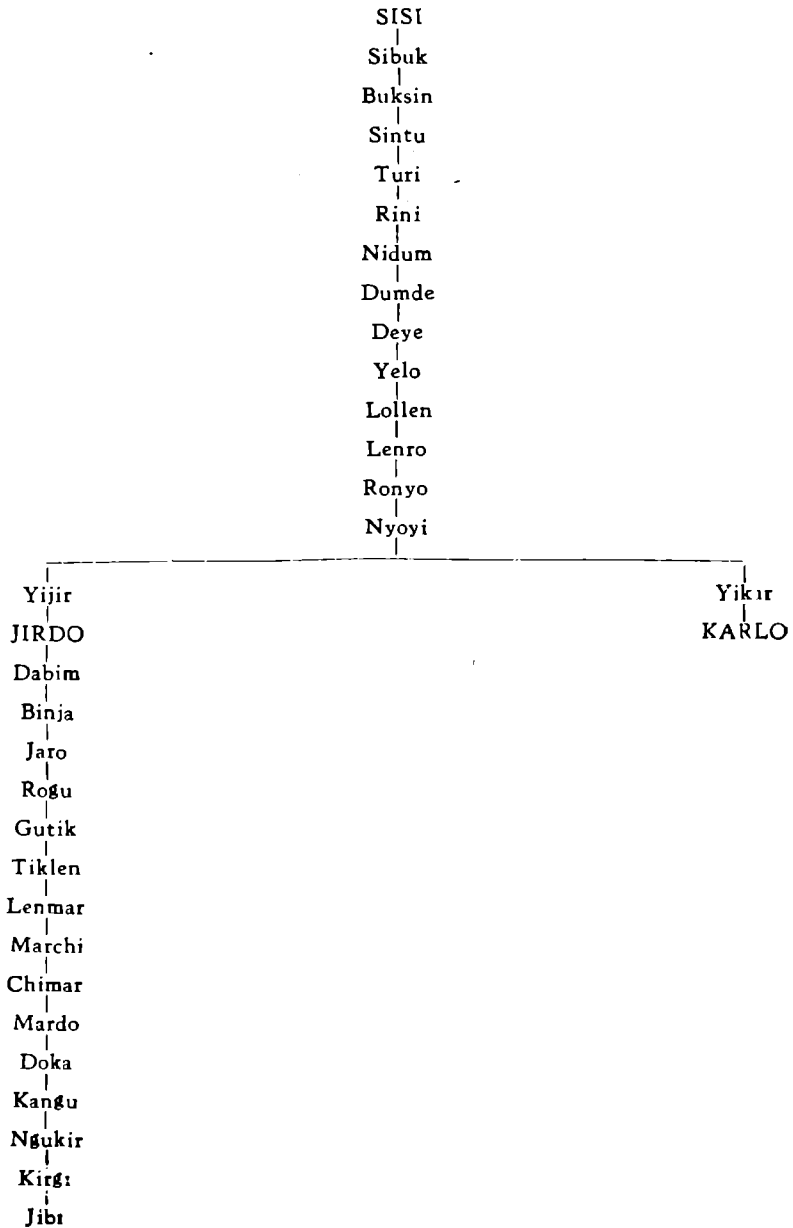 SISI
Sibuk
Buksin
Sintu
Turi
Rini
Nidum
Dumde
Deye
Yelo
Lollen
Lenro
Ronyo
Nyoyi
Yijir Yikır
JIRDO KARLO
Dabim
Binja
Jaro
Rogu
Gutik
Tiklen
Lenmar
Marchi
Chimar
Mardo
Doka
Kangu
Ngukir
Kirgı
Jibı